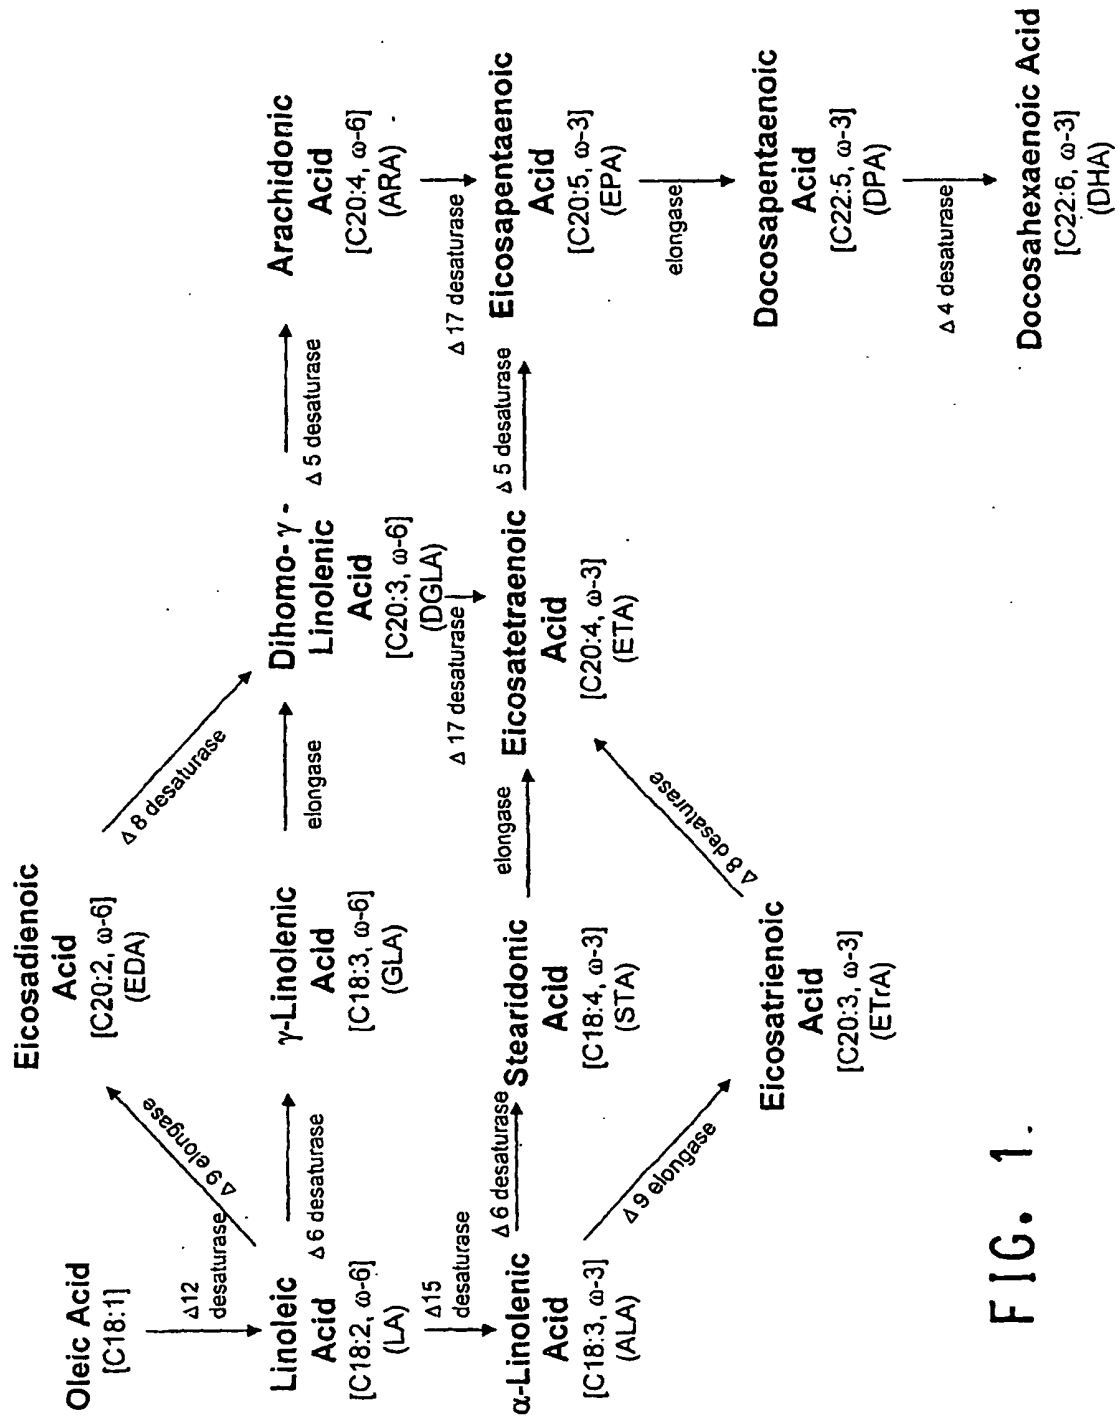 Oleic Acid
[C18:1]
Δ12
desaturase
Linoleic
Acid
[C18:2, ω-6]
(LA)
Δ9 elongase
Eicosadienoic
Acid
[C20:2, ω-6]
(EDA)
Δ8 desaturase
Δ6 desaturase
γ-Linolenic
Acid
[C18:3, ω-6]
(GLA)
elongase
Dihomo-γ-
Linolenic
Acid
[C20:3, ω-6]
(DGLA)
Δ5 desaturase
Arachidonic
Acid
[C20:4, ω-6]
(ARA)
Δ15
desaturase
Δ17 desaturase
Δ17 desaturase
α-Linolenic
Acid
[C18:3, ω-3]
(ALA)
Δ6 desaturase
Stearidonic
Acid
[C18:4, ω-3]
(STA)
elongase
Eicosatetraenoic
Acid
[C20:4, ω-3]
(ETA)
Δ5 desaturase
Eicosapentaenoic
Acid
[C20:5, ω-3]
(EPA)
Δ9 elongase
Eicosatrienoic
Acid
[C20:3, ω-3]
(ETrA)
Δ8 desaturase
elongase
Docosapentaenoic
Acid
[C22:5, ω-3]
(DPA)
Δ4 desaturase
Docosahexaenoic Acid
[C22:6, ω-3]
(DHA)
FIG. 1.